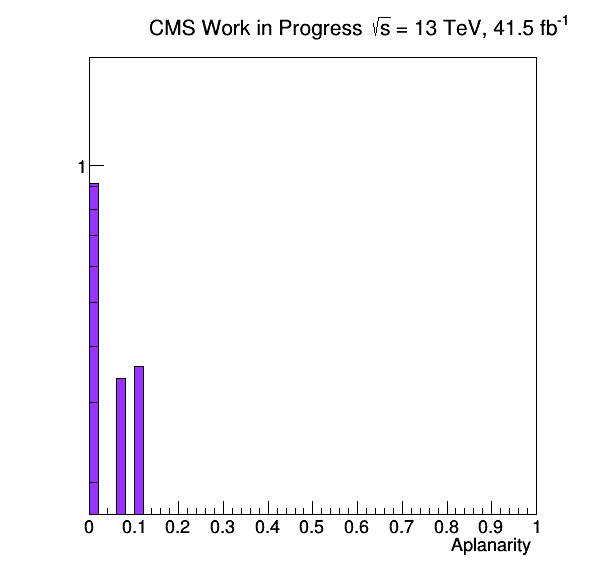 CMS Work in Progress √s = 13 TeV, 41.5 fb⁻¹
1
0 0.1 0.2 0.3 0.4 0.5 0.6 0.7 0.8 0.9 1
Aplanarity